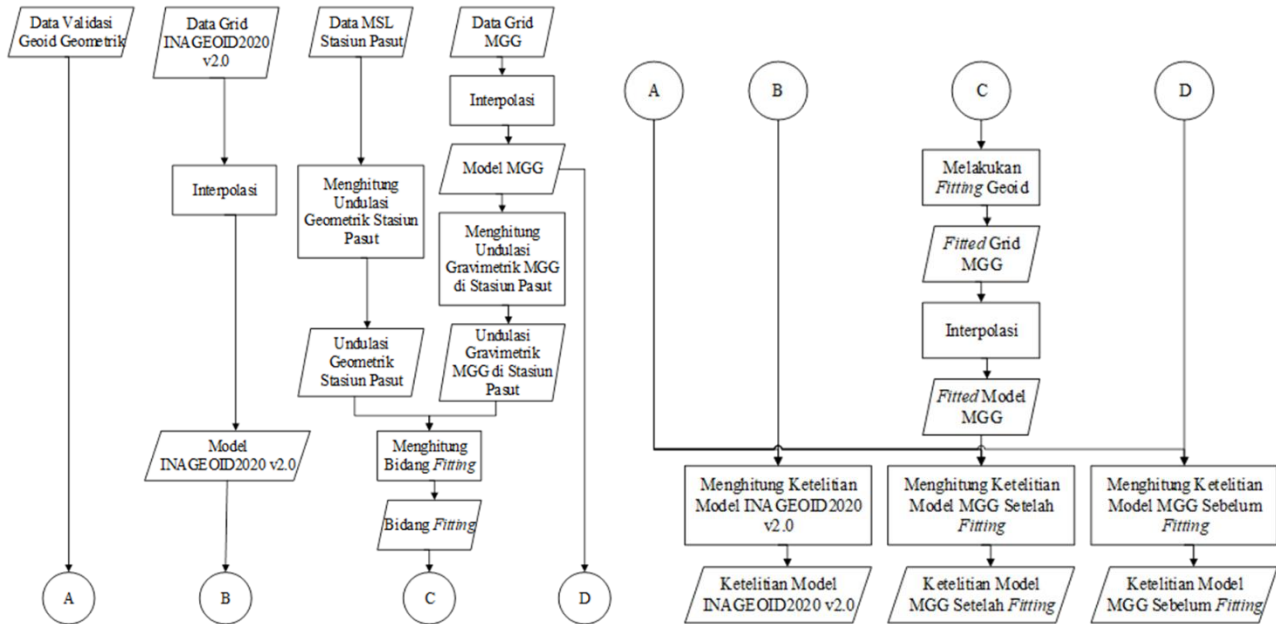 Data Validasi
Geoid Geometrik
Data Grid
INAGEOID2020
v2.0
Data MSL
Stasiun Pasut
Data Grid
MGG
Interpolasi
Interpolasi
Menghitung
Undulasi
Geometrik Stasiun
Pasut
Model MGG
Menghitung
Undulasi
Gravimetrik MGG
di Stasiun Pasut
Undulasi
Geometrik
Stasiun Pasut
Undulasi
Gravimetrik
MGG di Stasiun
Pasut
Model
INAGEOID2020 v2.0
Menghitung
Bidang Fitting
Bidang Fitting
A
B
C
D
A
B
C
D
Melakukan
Fitting Geoid
Fitted Grid
MGG
Interpolasi
Fitted Model
MGG
Menghitung Ketelitian
Model INAGEOID2020
v2.0
Menghitung Ketelitian
Model MGG Setelah
Fitting
Menghitung Ketelitian
Model MGG Sebelum
Fitting
Ketelitian Model
INAGEOID2020 v2.0
Ketelitian Model
MGG Setelah Fitting
Ketelitian Model
MGG Sebelum Fitting